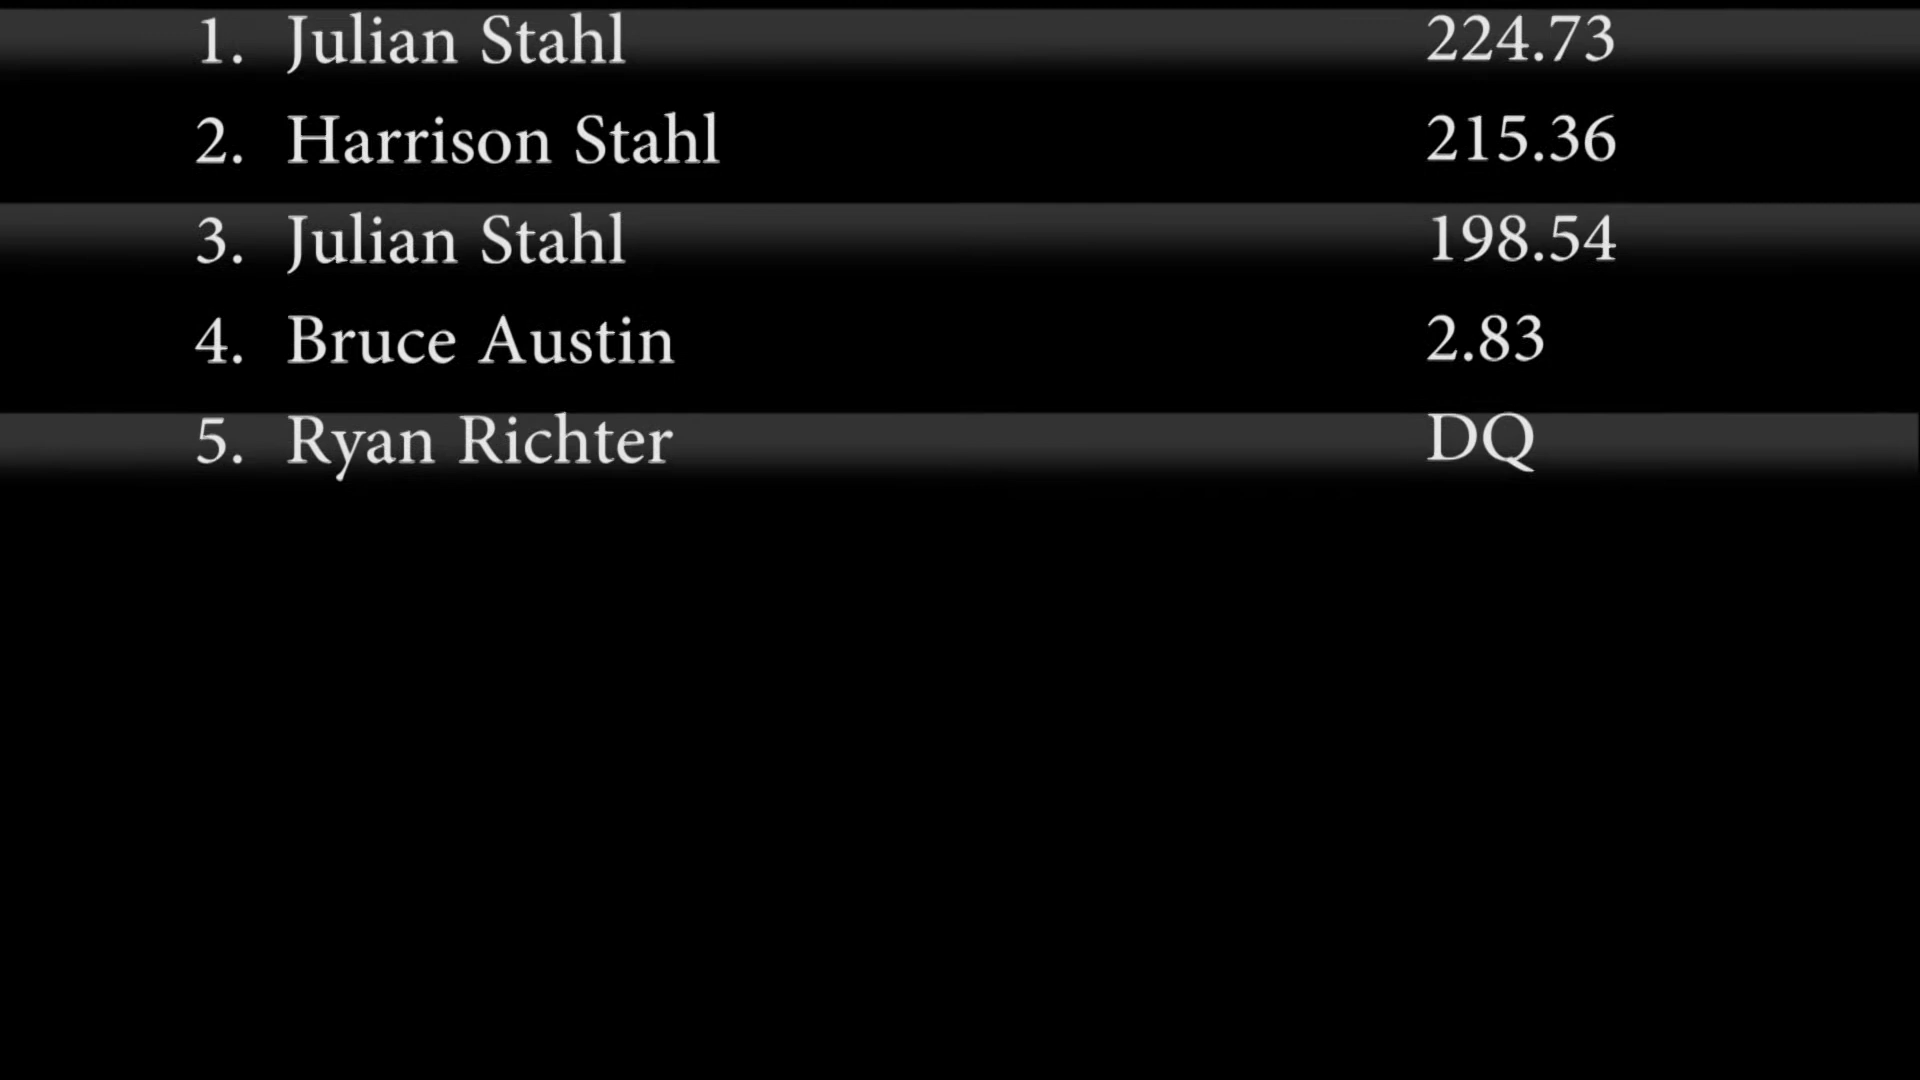 1. Julian Stahl 224.73
2. Harrison Stahl 215.36
3. Julian Stahl 198.54
4. Bruce Austin 2.83
5. Ryan Richter DQ